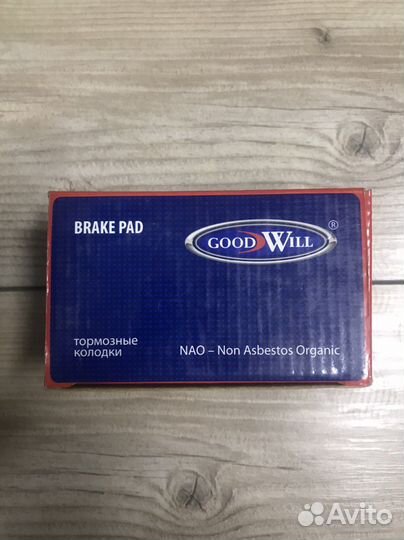 BRAKE PAD
GOOD WILL ®
тормозные
колодки
NAO – Non Asbestos Organic
Avito